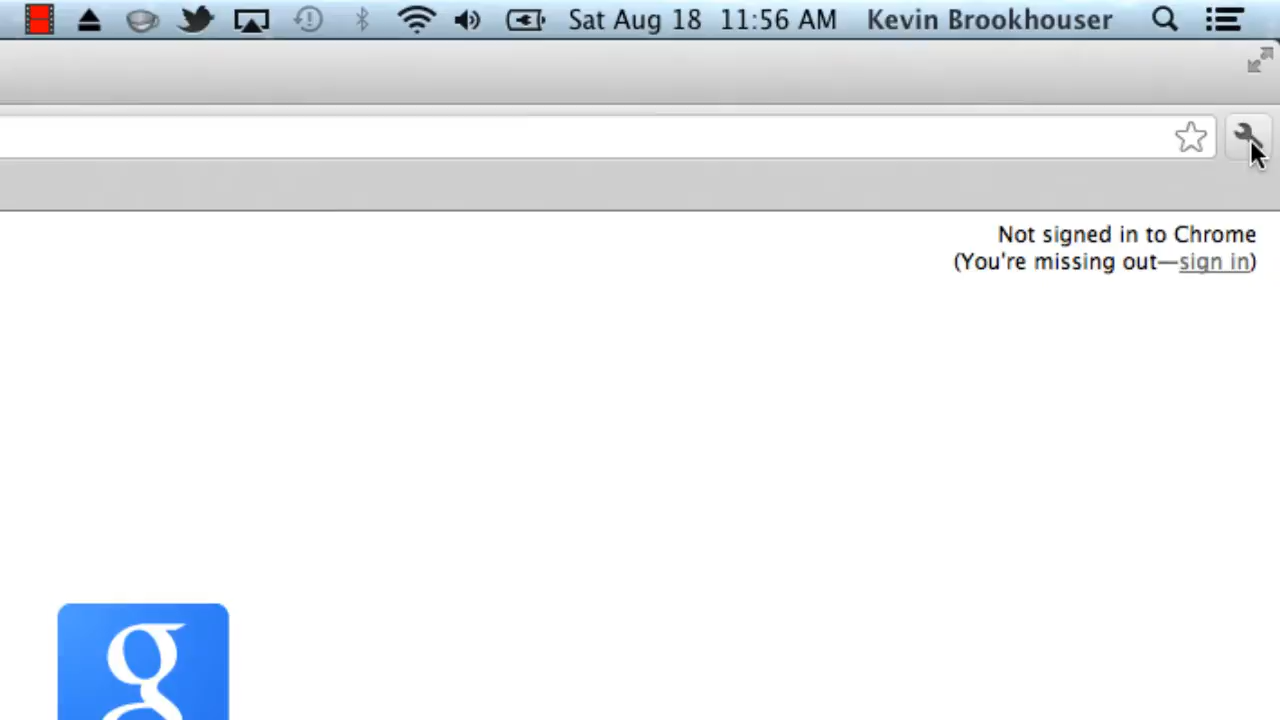 Sat Aug 18 11:56 AM Kevin Brookhouser
Not signed in to Chrome
(You're missing out—sign in)
g